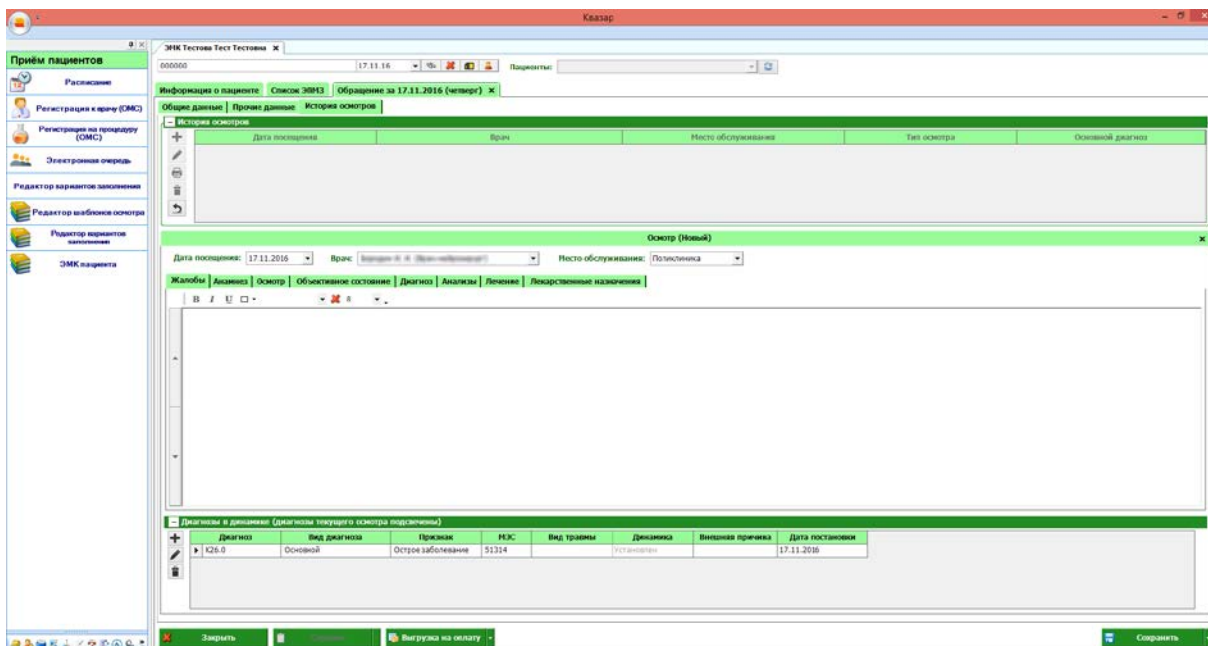 Квазар
ЭМК Тестова Тест Тестовна
Приём пациентов
000000 17.11.16 Пациенты:
Расписание
Информация о пациенте Список ЭПМЗ Обращение за 17.11.2016 (четверг)
Регистрация к врачу (ОМС)
Общие данные Прочие данные История осмотров
История осмотров
Регистрация на процедуру (ОМС)
Дата посещения Врач Место обслуживания Тип осмотра Основной диагноз
Электронная очередь
Редактор вариантов заполнения
Редактор шаблонов осмотра
Редактор вариантов заполнения
Осмотр (Новый)
ЭМК пациента
Дата посещения: 17.11.2016 Врач: Место обслуживания: Поликлиника
Жалобы Анамнез Осмотр Объективное состояние Диагноз Анализы Лечение Лекарственные назначения
B I U
Диагнозы в динамике (диагнозы текущего осмотра подсвечены)
Диагноз Вид диагноза Признак МЭС Вид травмы Динамика Внешняя причина Дата постановки
K26.0 Основной Острое заболевание 51314 Установлен 17.11.2016
Закрыть Выгрузка на оплату Сохранить